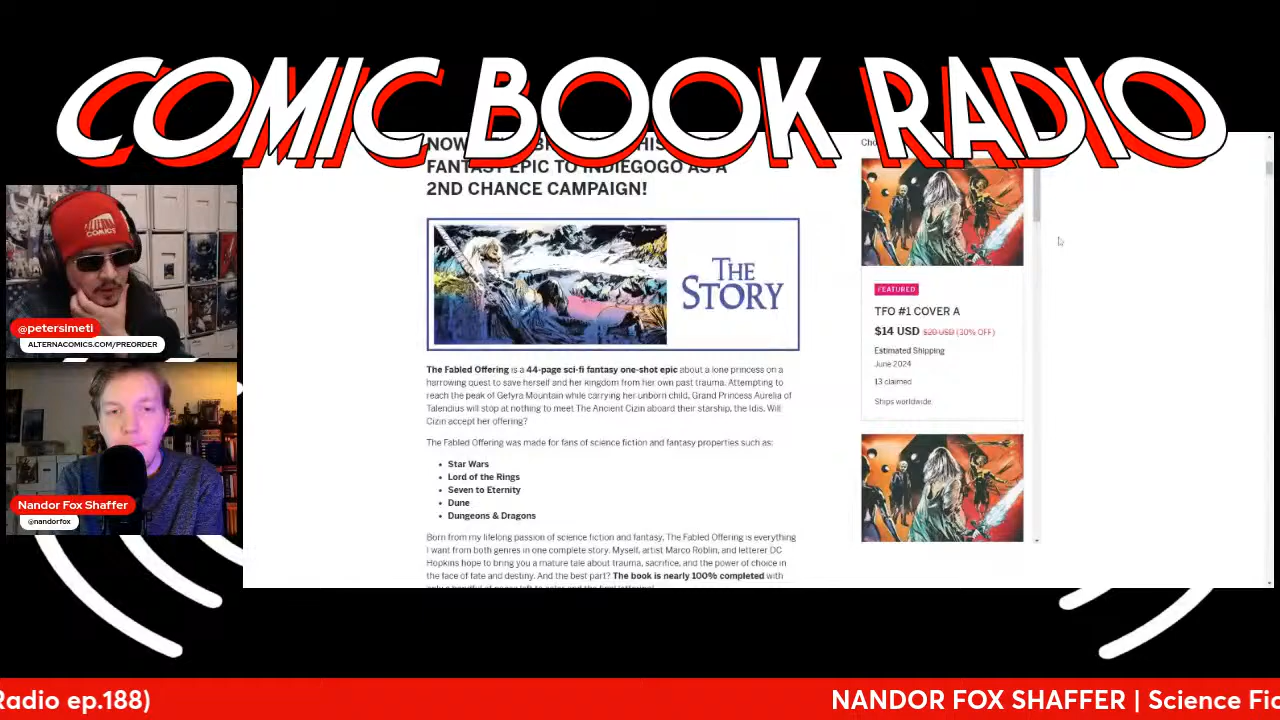 COMIC BOOK RADIO
FANTASY EPIC TO INDIEGOGO AS A
2ND CHANCE CAMPAIGN!
THE
STORY
The Fabled Offering is a 44-page sci-fi fantasy one-shot epic about a lone princess on a
harrowing quest to save herself and her kingdom from her own past trauma. Attempting to
reach the peak of Gefyra Mountain while carrying her unborn child, Grand Princess Aurelia of
Talendius will stop at nothing to meet The Ancient Cizin aboard their starship, the Idis. Will
Cizin accept her offering?
The Fabled Offering was made for fans of science fiction and fantasy properties such as:
• Star Wars
• Lord of the Rings
• Seven to Eternity
• Dune
• Dungeons & Dragons
Born from my lifelong passion of science fiction and fantasy, The Fabled Offering is everything
I want from both genres in one complete story. Myself, artist Marco Roblin, and letterer DC
Hopkins hope to bring you a mature tale about trauma, sacrifice, and the power of choice in
the face of fate and destiny. And the best part? The book is nearly 100% completed with
FEATURED
TFO #1 COVER A
$14 USD $20 USD (30% OFF)
Estimated Shipping
June 2024
13 claimed
Ships worldwide
COMICS
@petersimeti
ALTERNACOMICS.COM/PREORDER
Nandor Fox Shaffer
@nandorfox
Radio ep.188)
NANDOR FOX SHAFFER | Science Fic